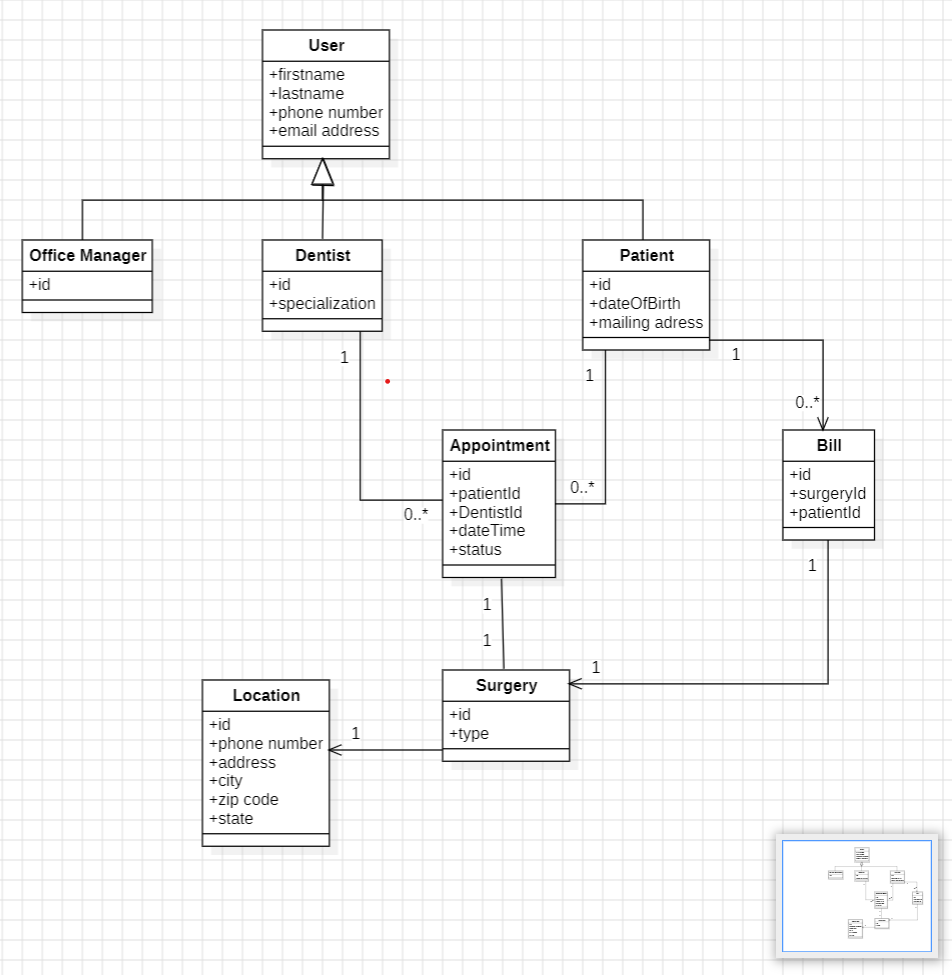 User
+firstname
+lastname
+phone number
+email address
Office Manager
+id
Dentist
+id
+specialization
Patient
+id
+dateOfBirth
+mailing adress
1
1
1
0..*
Appointment
+id
+patientId
+DentistId
+dateTime
+status
0..*
0..*
Bill
+id
+surgeryId
+patientId
1
1
1
1
Surgery
+id
+type
Location
+id
+phone number
+address
+city
+zip code
+state
1